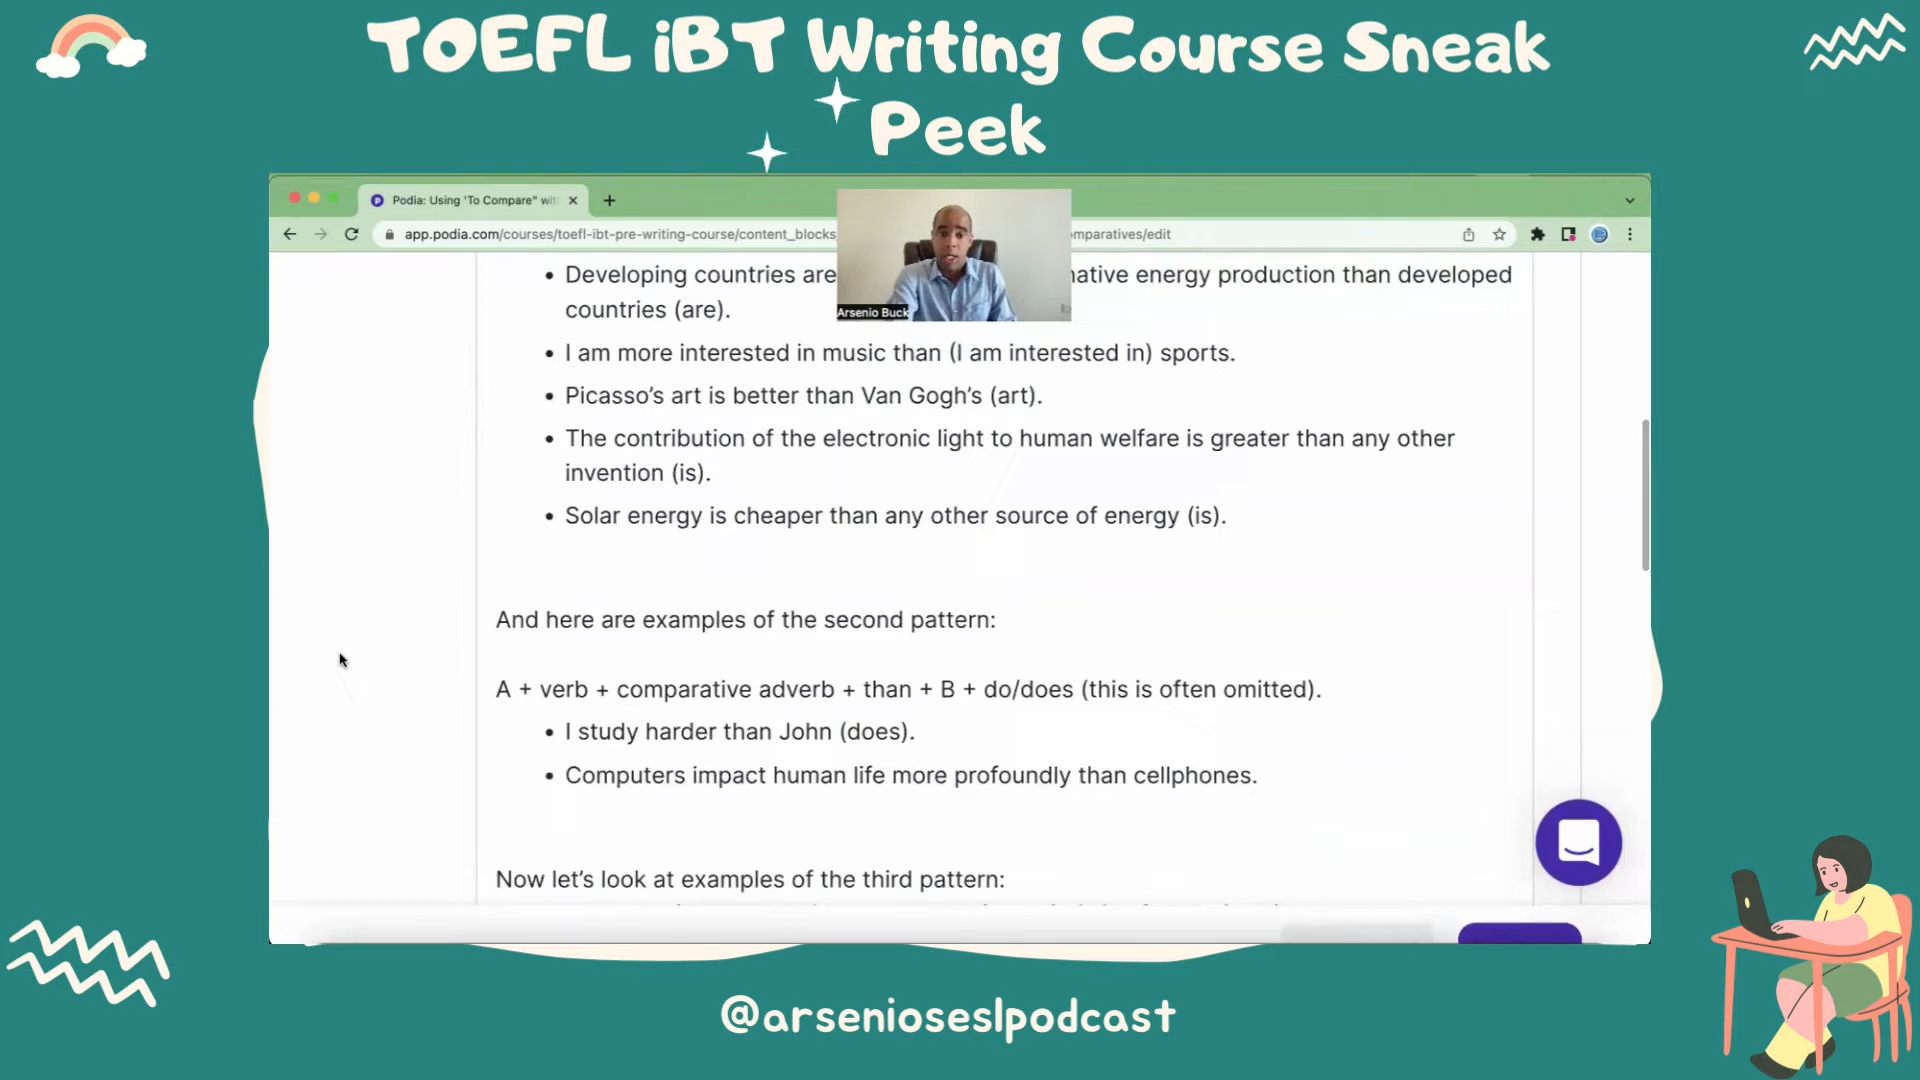 TOEFL iBT Writing Course Sneak
Peek
Podia: Using 'To Compare" wit
app.podia.com/courses/toefl-ibt-pre-writing-course/content_blocks
mparatives/edit
Developing countries are
native energy production than developed
countries (are).
Arsenio Buck
I am more interested in music than (I am interested in) sports.
Picasso’s art is better than Van Gogh’s (art).
The contribution of the electronic light to human welfare is greater than any other
invention (is).
Solar energy is cheaper than any other source of energy (is).
And here are examples of the second pattern:
A + verb + comparative adverb + than + B + do/does (this is often omitted).
I study harder than John (does).
Computers impact human life more profoundly than cellphones.
Now let’s look at examples of the third pattern:
@arsenioseslpodcast